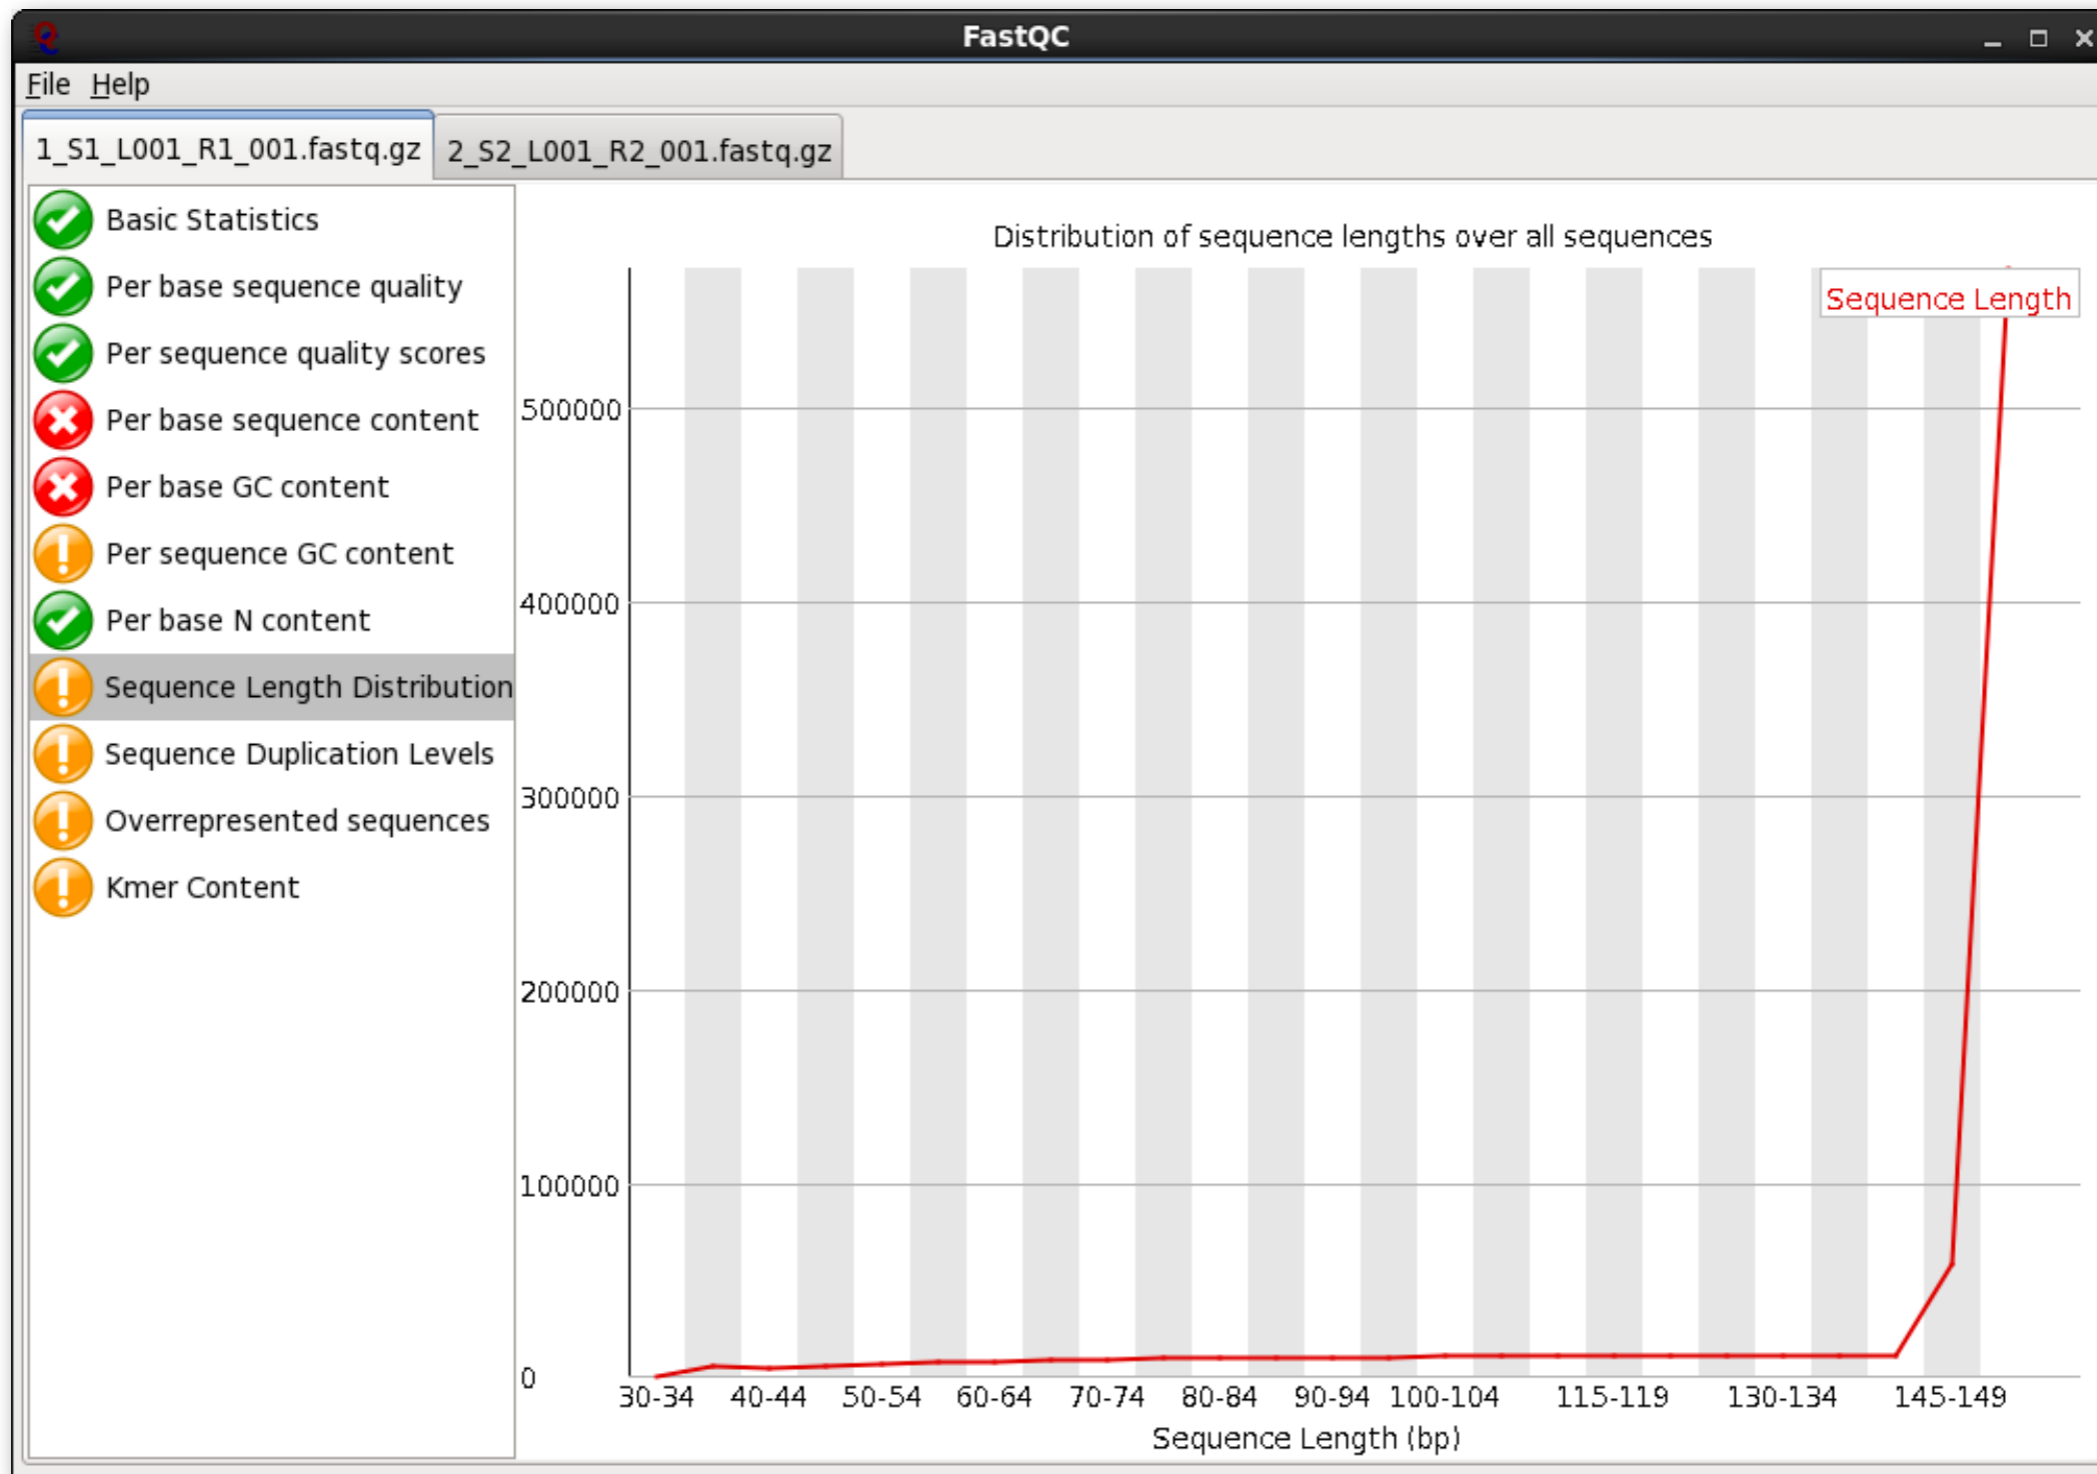 FastQC
File Help
1_S1_L001_R1_001.fastq.gz 2_S2_L001_R2_001.fastq.gz
Basic Statistics
Per base sequence quality
Per sequence quality scores
Per base sequence content
Per base GC content
Per sequence GC content
Per base N content
Sequence Length Distribution
Sequence Duplication Levels
Overrepresented sequences
Kmer Content
Distribution of sequence lengths over all sequences
Sequence Length
500000
400000
300000
200000
100000
0
30-34 40-44 50-54 60-64 70-74 80-84 90-94 100-104 115-119 130-134 145-149
Sequence Length (bp)